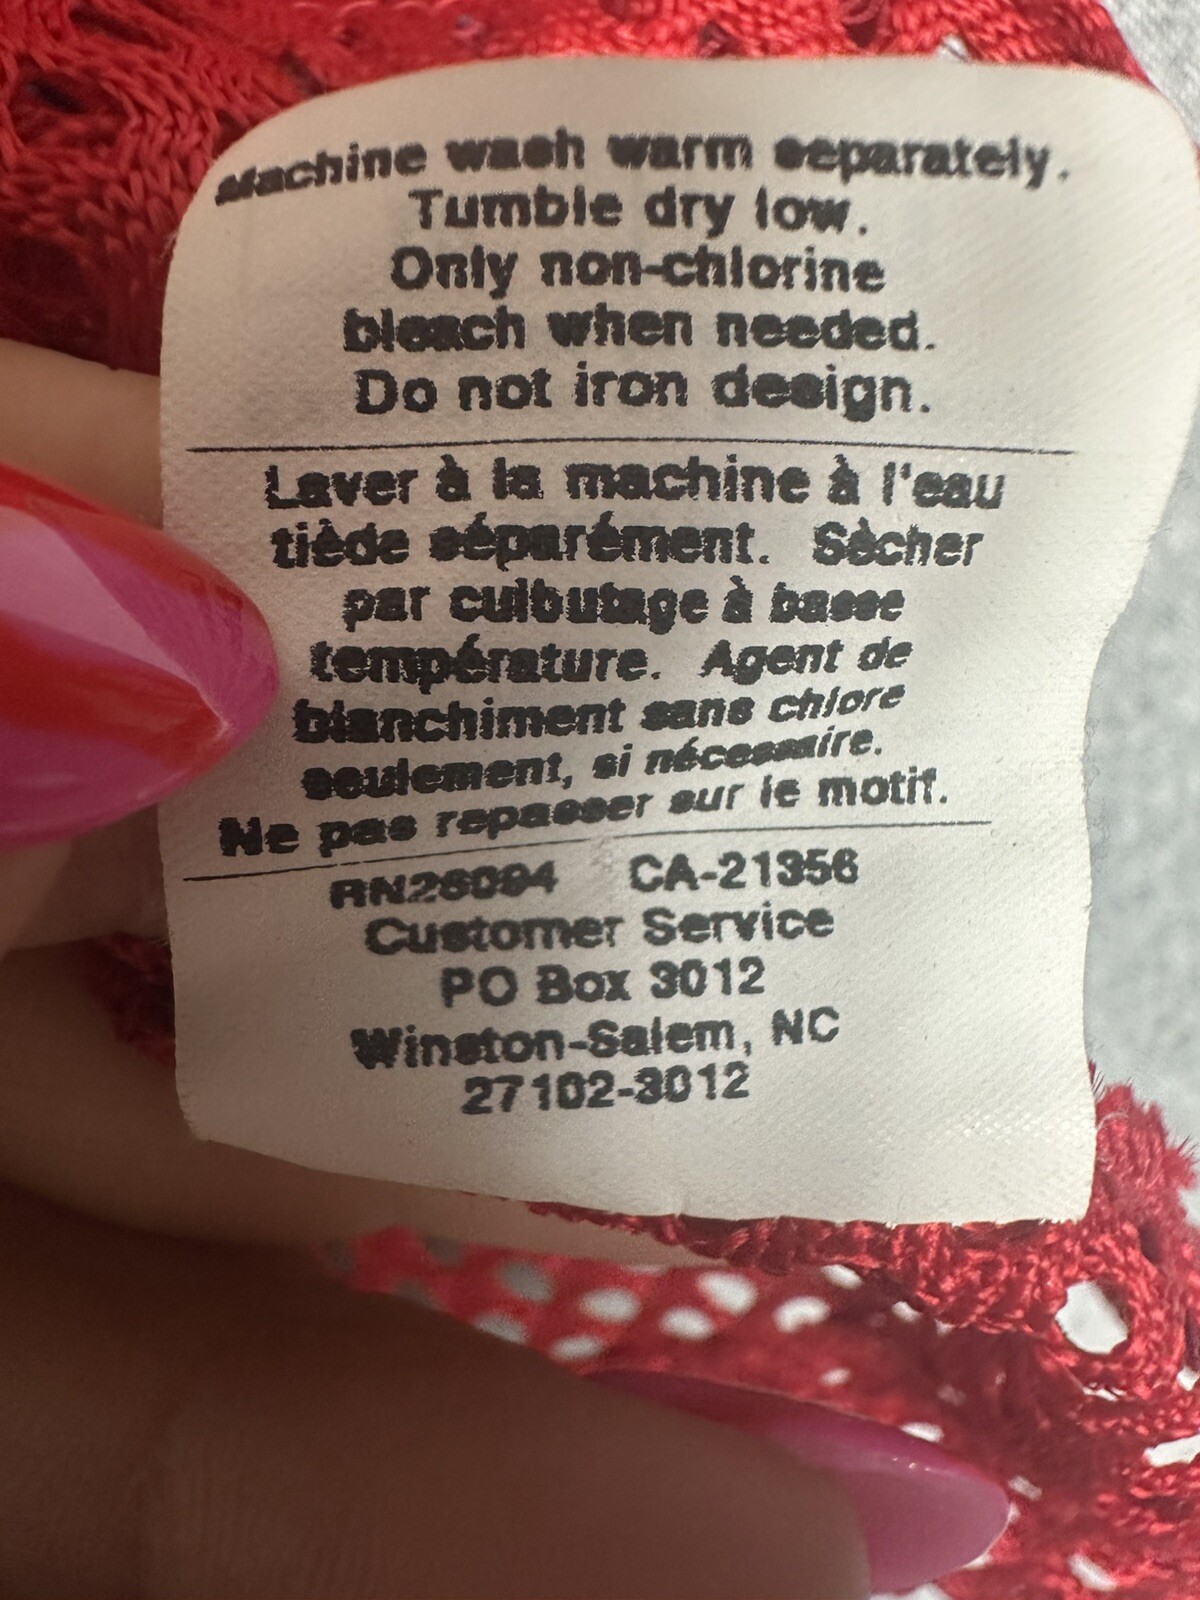 Machine wash warm separately.
Tumble dry low.
Only non-chlorine
bleach when needed.
Do not iron design.
Laver à la machine à l'eau
tiède séparément. Sècher
par culbutage à basse
température. Agent de
blanchiment sans chlore
seulement, si nécessaire.
Ne pas repasser sur le motif.
RN26094 CA-21356
Customer Service
PO Box 3012
Winston-Salem, NC
27102-3012